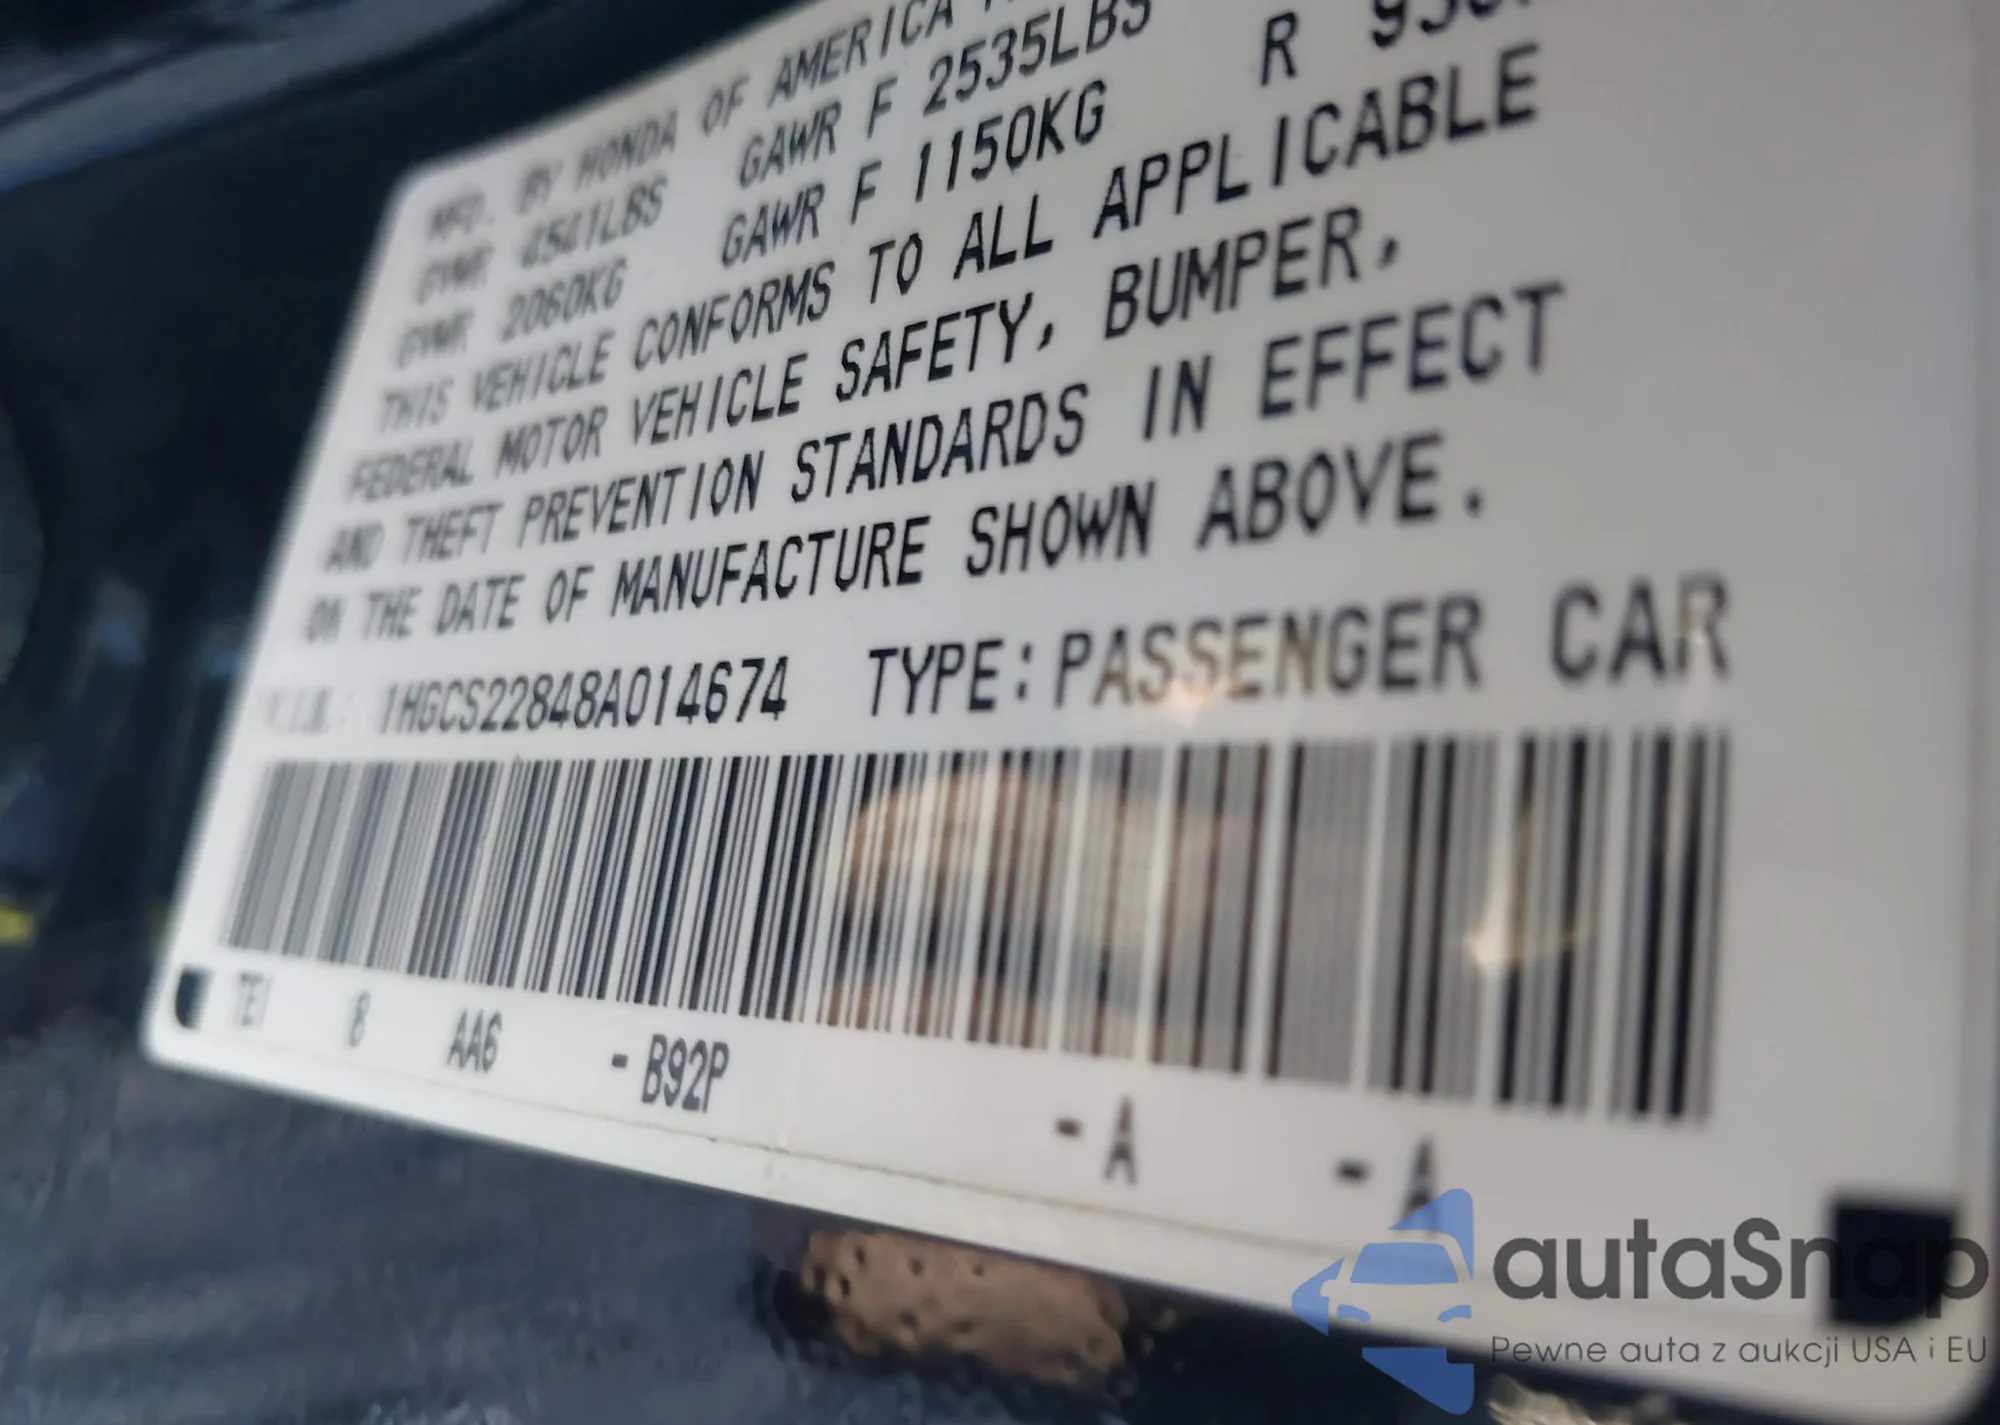 MFD. BY HONDA OF AMERICA
GVWR 4541LBS GAWR F 2535LBS R
GVWR 2060KG GAWR F 1150KG
THIS VEHICLE CONFORMS TO ALL APPLICABLE
FEDERAL MOTOR VEHICLE SAFETY, BUMPER,
AND THEFT PREVENTION STANDARDS IN EFFECT
ON THE DATE OF MANUFACTURE SHOWN ABOVE.
V.I.N.: 1HGCS22848A014674 TYPE: PASSENGER CAR
TE1 8 AA6 - B92P - A - A
autaSnap
Pewne auta z aukcji USA i EU